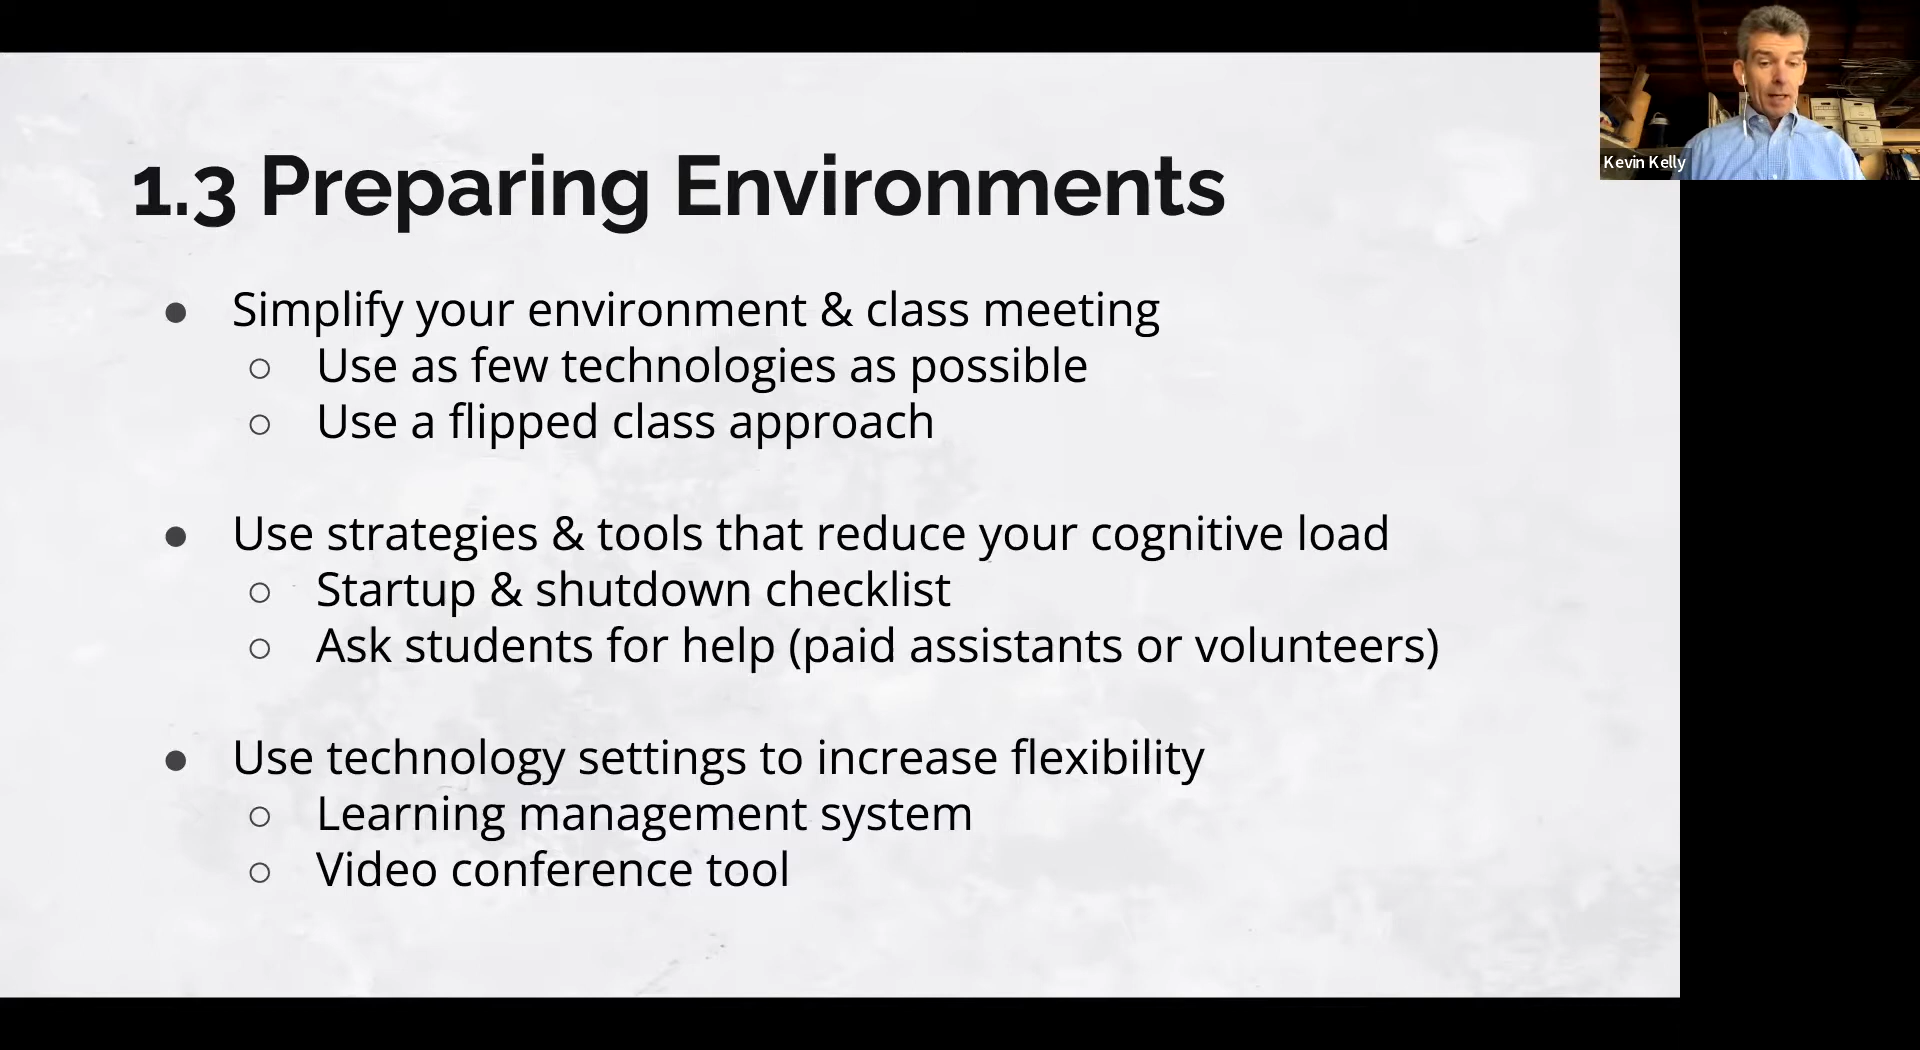 1.3 Preparing Environments
● Simplify your environment & class meeting
○ Use as few technologies as possible
○ Use a flipped class approach
● Use strategies & tools that reduce your cognitive load
○ Startup & shutdown checklist
○ Ask students for help (paid assistants or volunteers)
● Use technology settings to increase flexibility
○ Learning management system
○ Video conference tool
Kevin Kelly